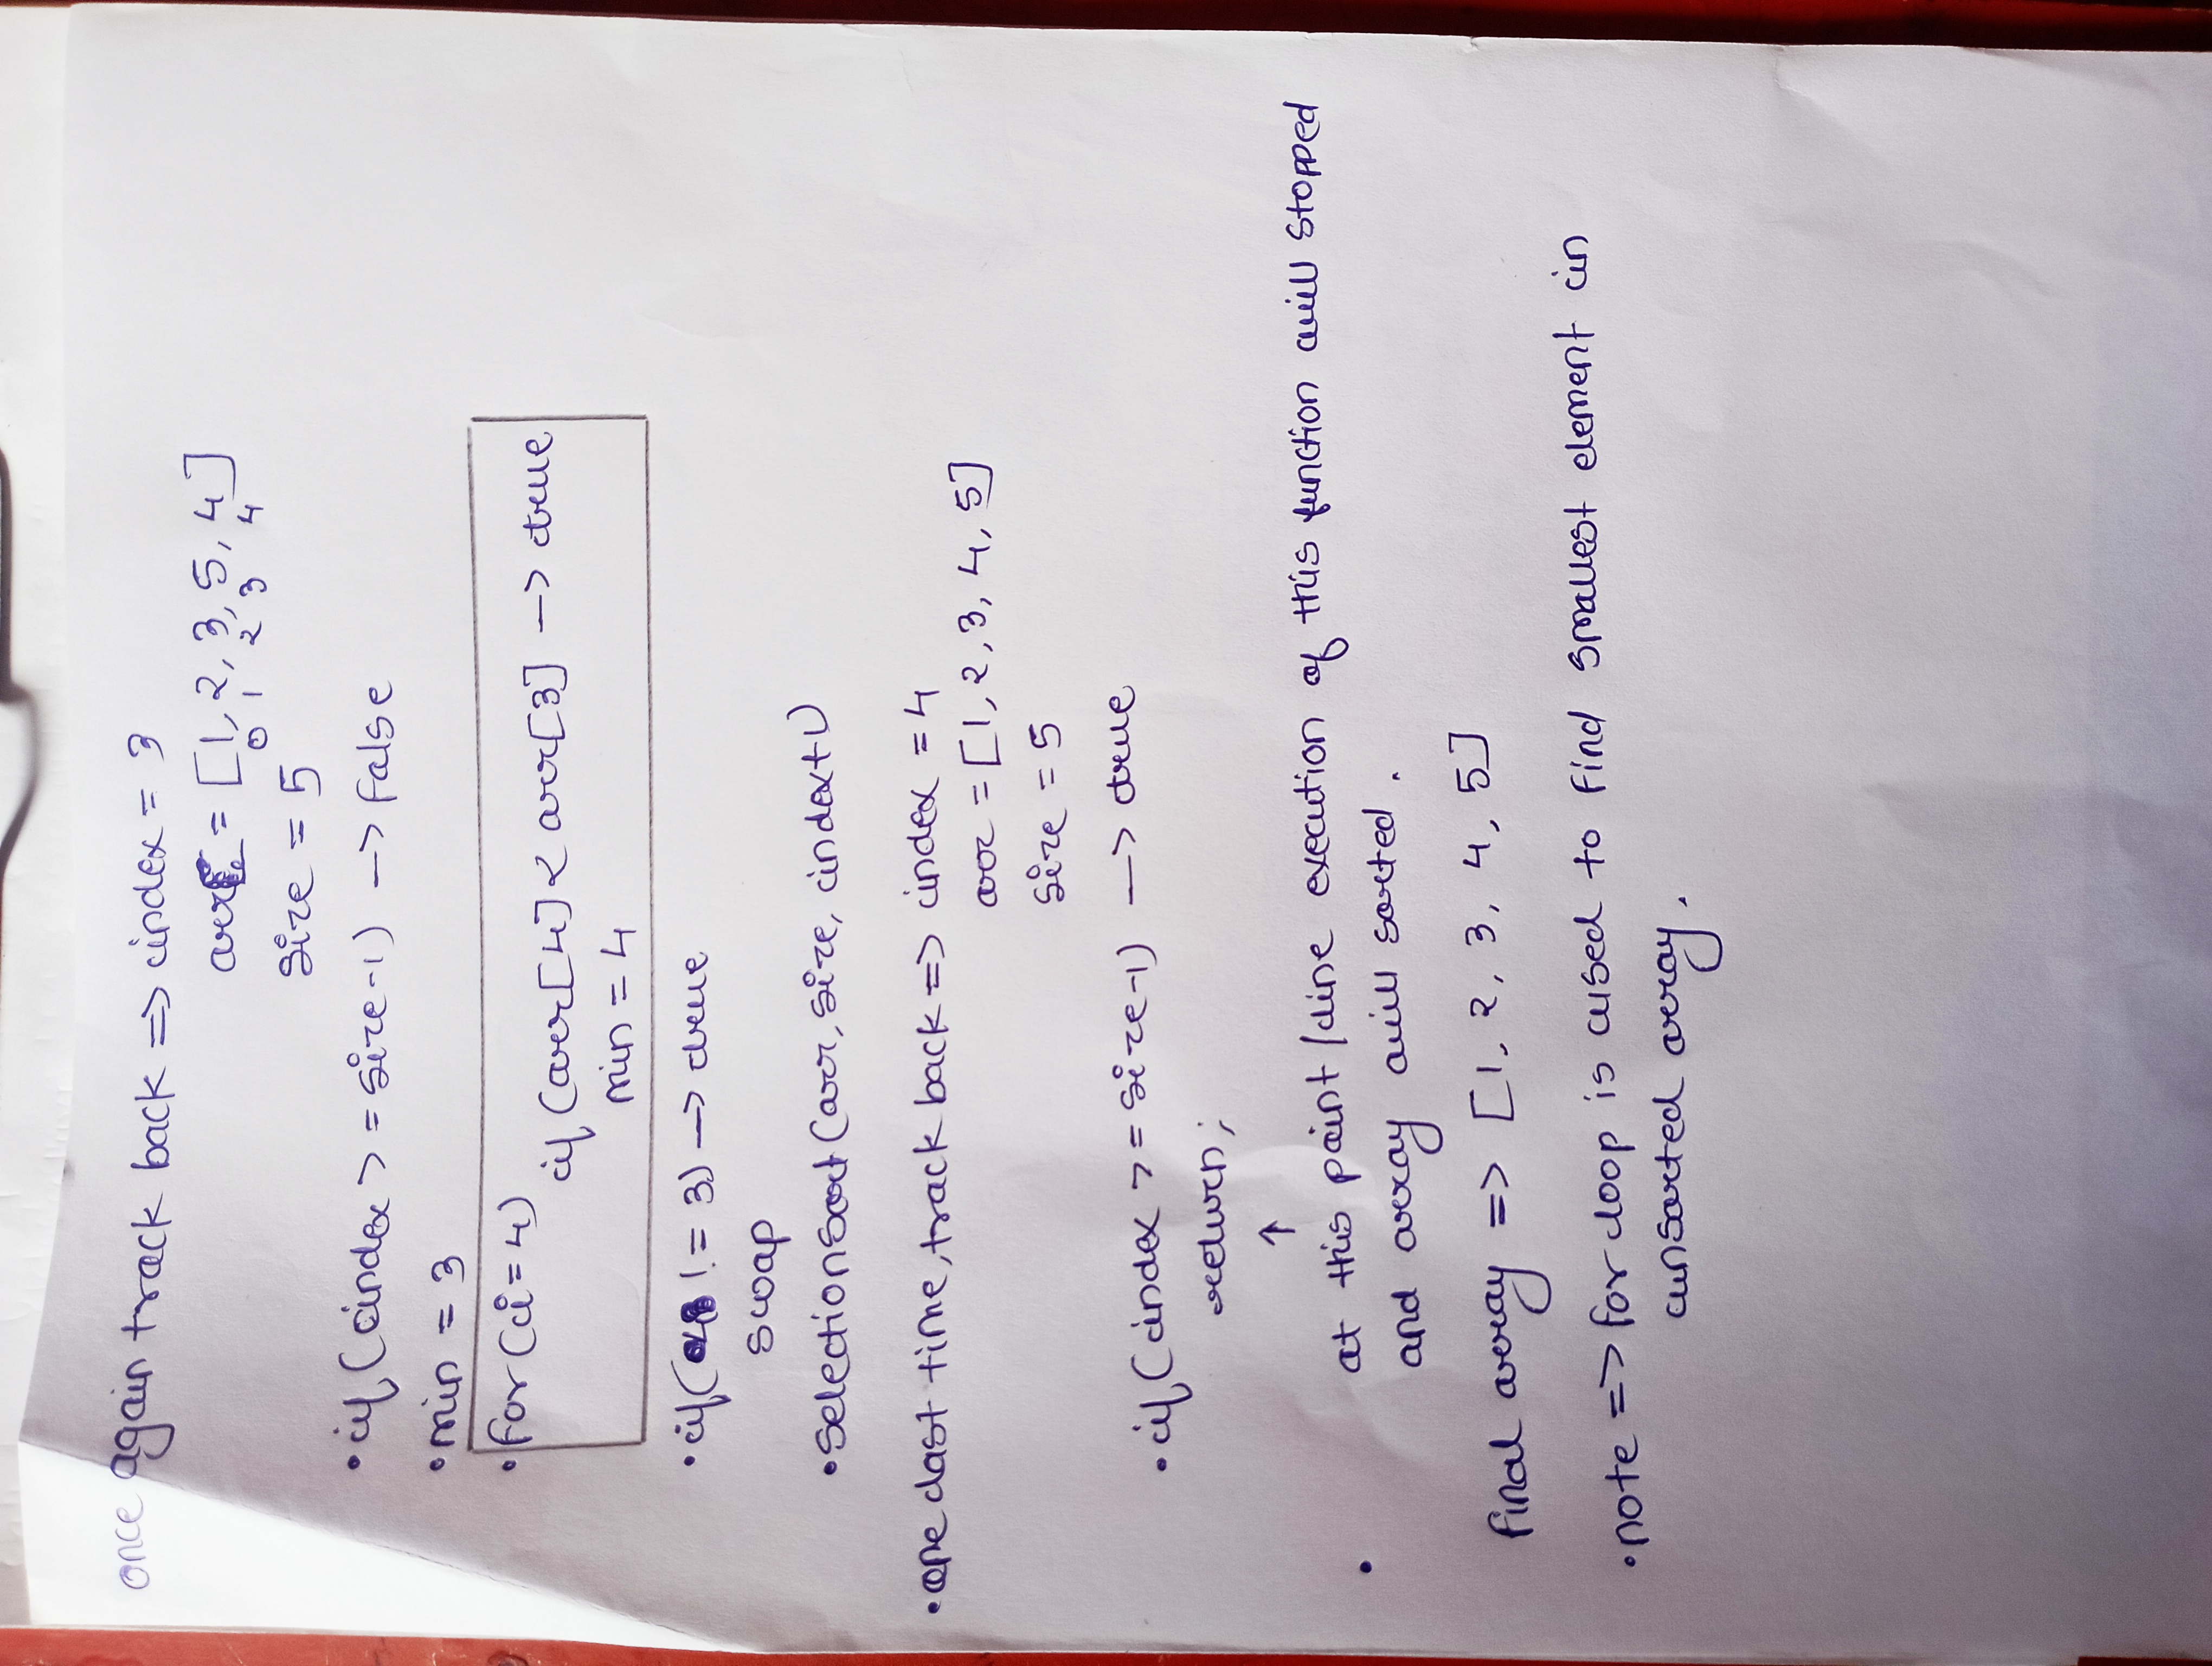 once again track back => index = 3
arr = [1, 2, 3, 5, 4]
0 1 2 3 4
size = 5
• if (index >= size-1) -> false
• min = 3
• for (i = 4)
if (arr[4] < arr[3] -> true
min = 4
• if ( != 3) -> true
swap
• selectionSort (arr, size, index+1)
• one last time, track back => index = 4
arr = [1, 2, 3, 4, 5]
size = 5
• if (index >= size-1) -> true
return;
↑
• at this point /line execution of this function will stopped
and array will sorted.
final array => [1, 2, 3, 4, 5]
• note => for loop is used to find smallest element in
unsorted array.